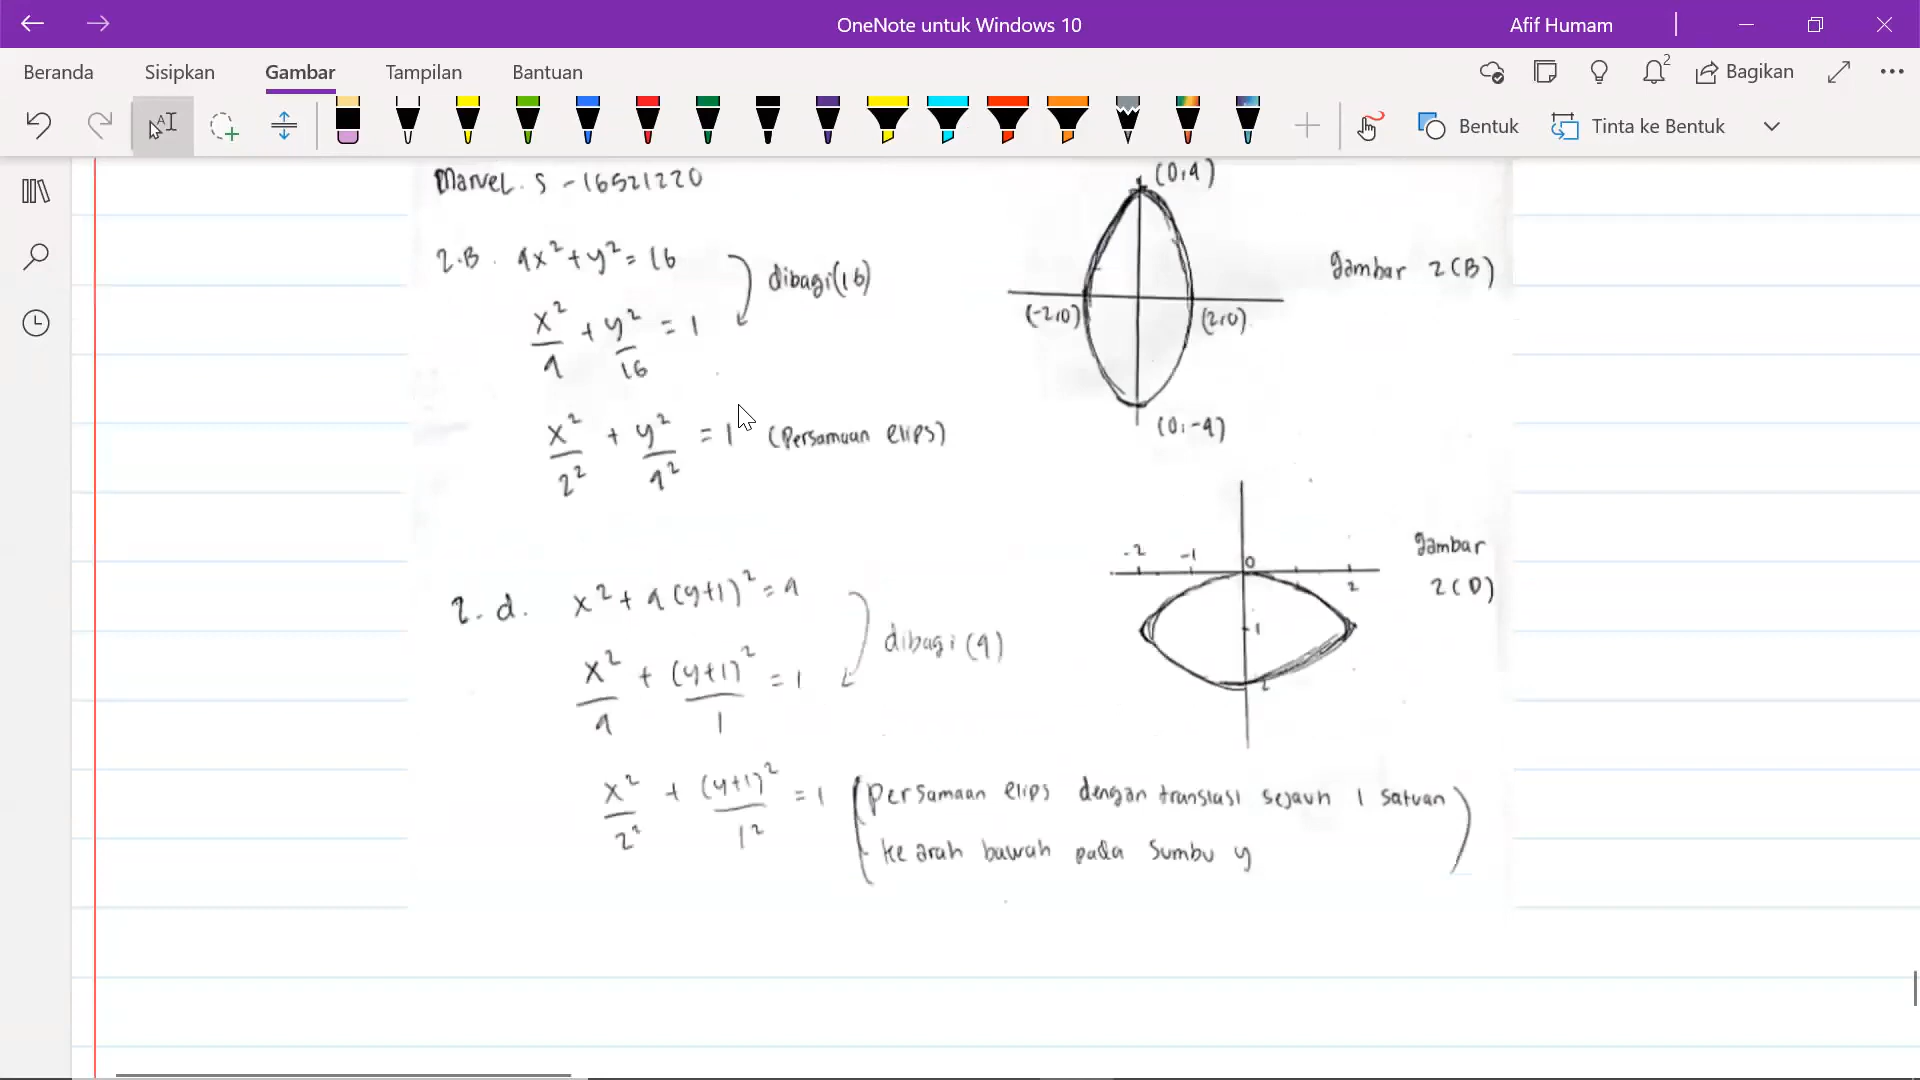 OneNote untuk Windows 10
Afif Humam
Beranda Sisipkan Gambar Tampilan Bantuan
2 Bagikan
Bentuk Tinta ke Bentuk
Marvel. S - 16521220
2.B. 4x² + y² = 16
dibagi(16)
x²/4 + y²/16 = 1
x²/2² + y²/4² = 1 (Persamaan elips)
(0,4)
(-2,0) (2,0)
(0,-4)
Gambar 2(B)
2.d. x² + 4(y+1)² = 4
dibagi(4)
x²/4 + (y+1)²/1 = 1
x²/2² + (y+1)²/1² = 1 (Persamaan elips dengan translasi sejauh 1 satuan
ke arah bawah pada sumbu y)
-2 -1 0 2
1
2
Gambar
2(D)